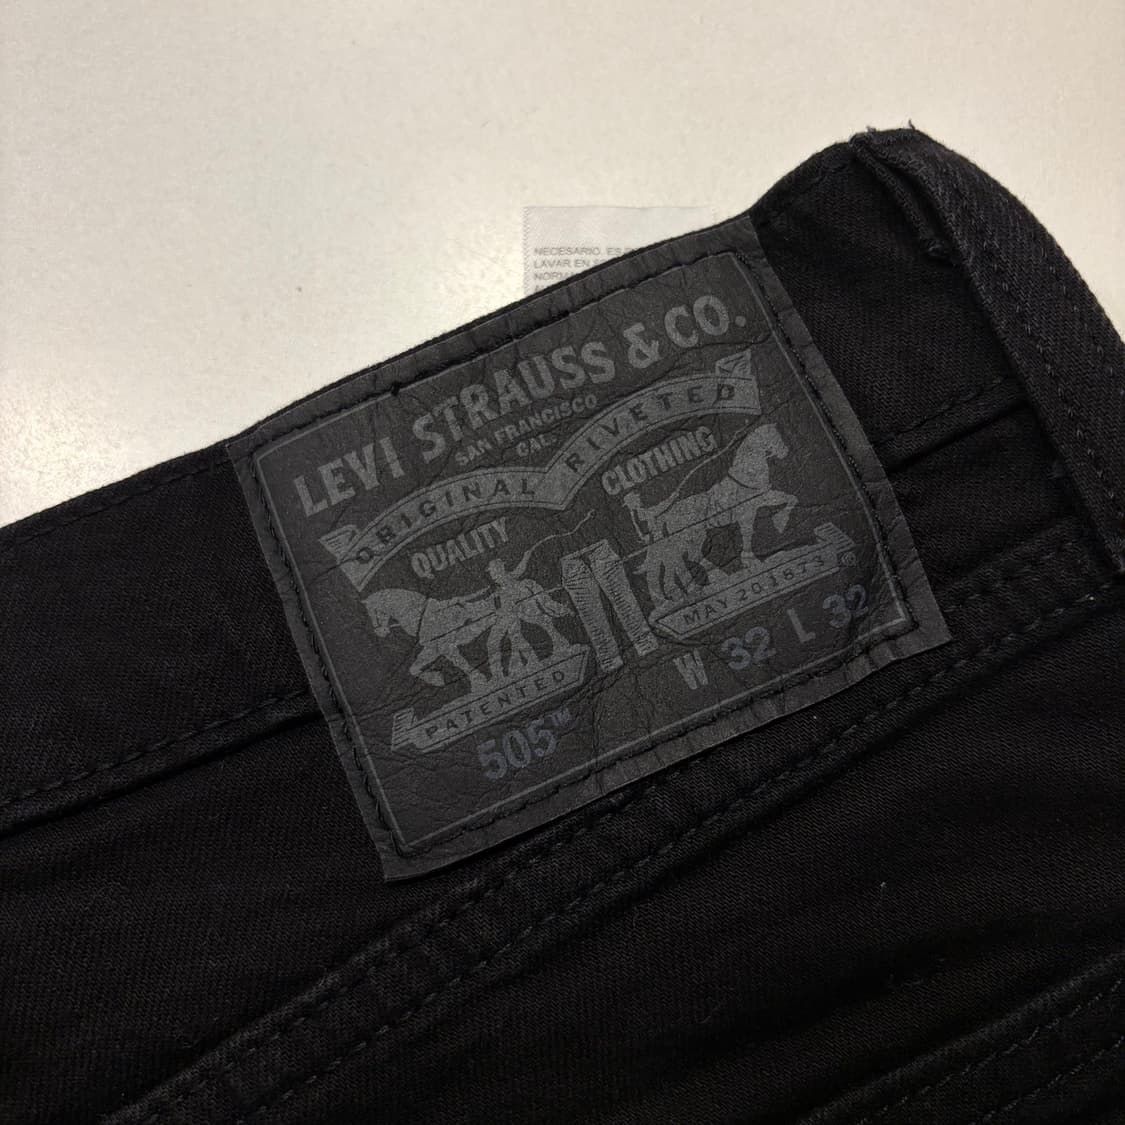 NECESARIO. ES
LAVAR EN
LEVI STRAUSS & CO.
SAN FRANCISCO
CAL.
ORIGINAL RIVETED
QUALITY CLOTHING
PATENTED MAY 20 1873 ®
505™ W 32 L 32